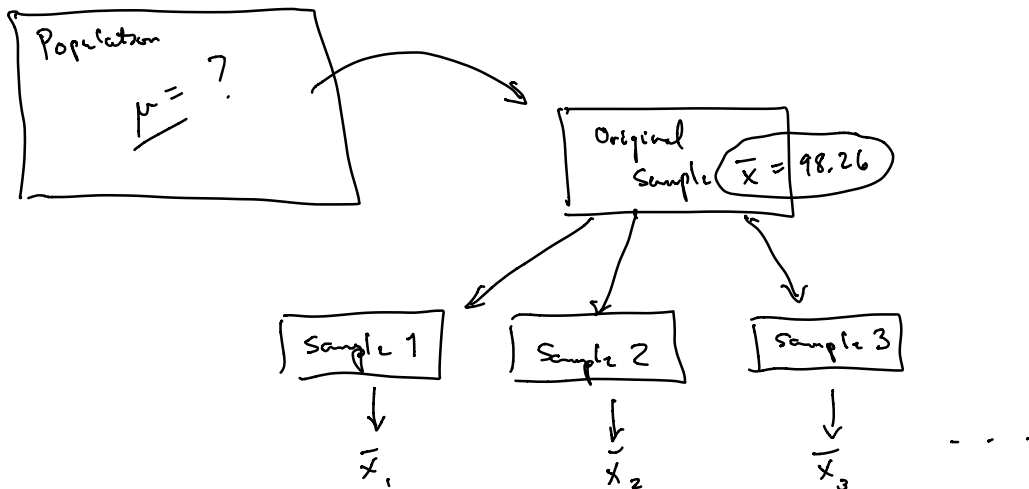 Population
μ = ?
Original
Sample x̄ = 98.26
Sample 1
Sample 2
Sample 3
x̄₁
x̄₂
x̄₃
- - -